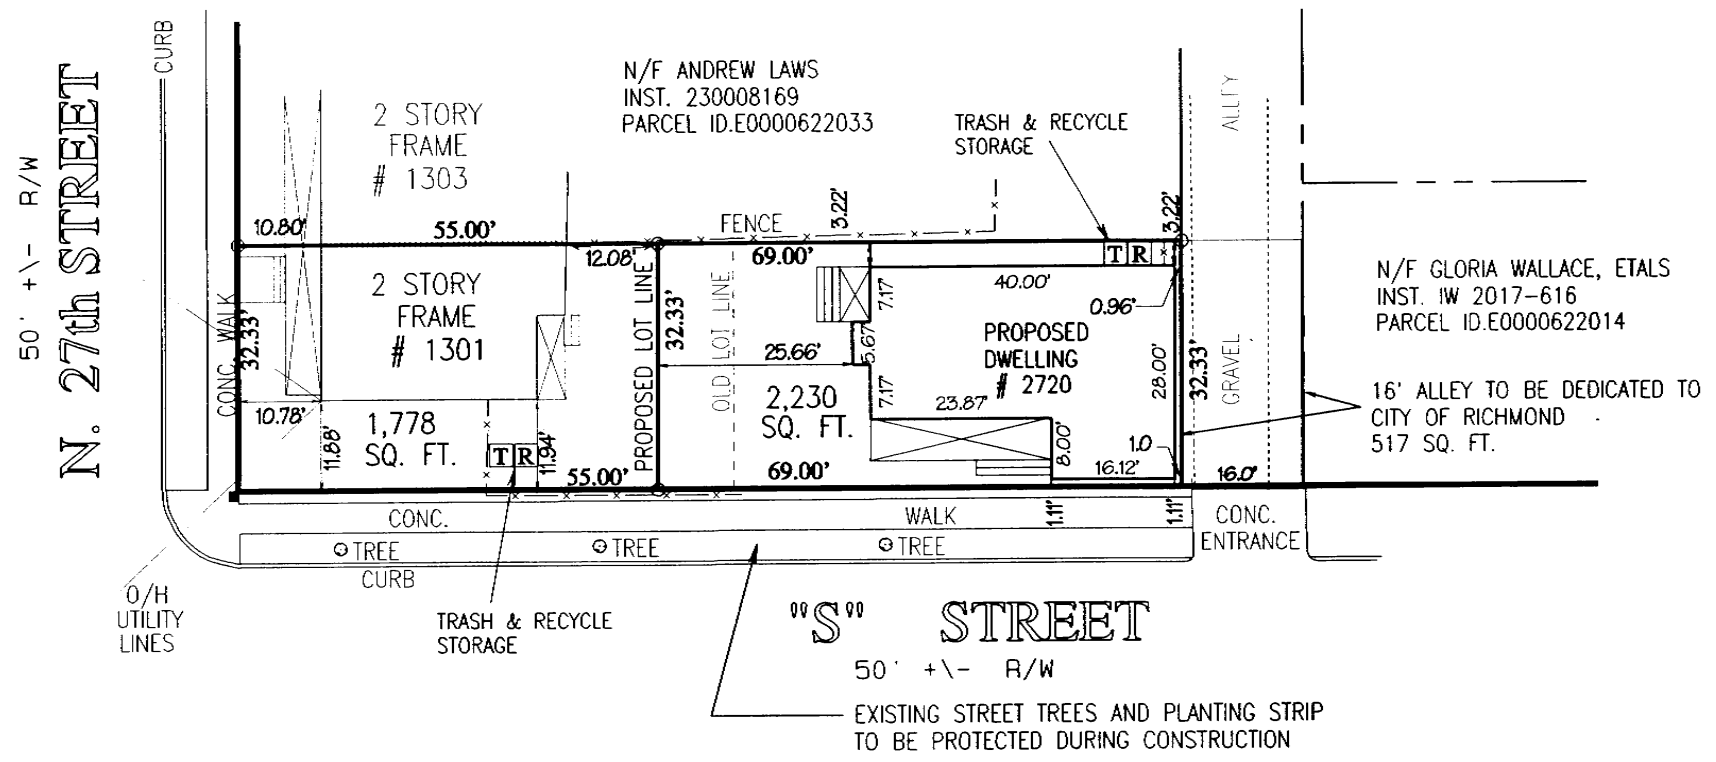 CURB
N. 27th STREET
50' +\- R/W
N/F ANDREW LAWS
INST. 230008169
PARCEL ID.E0000622033
2 STORY
FRAME
# 1303
TRASH & RECYCLE
STORAGE
ALLEY
10.80'
55.00'
FENCE
3.22'
3.22'
12.08'
69.00'
T R
40.00'
0.96'
CONC. WALK
32.33'
2 STORY
FRAME
# 1301
PROPOSED LOT LINE
32.33'
OLD LOT LINE
25.66'
7.17'
5.67'
7.17'
PROPOSED
DWELLING
# 2720
28.00'
32.33'
GRAVEL
N/F GLORIA WALLACE, ETALS
INST. IW 2017-616
PARCEL ID.E0000622014
16' ALLEY TO BE DEDICATED TO
CITY OF RICHMOND
517 SQ. FT.
10.78'
11.88'
1,778
SQ. FT.
T R
11.94'
55.00'
2,230
SQ. FT.
69.00'
23.87'
8.00'
1.0
16.12'
16.0'
1.11'
1.11'
CONC.
WALK
CONC.
ENTRANCE
TREE
TREE
TREE
CURB
O/H
UTILITY
LINES
TRASH & RECYCLE
STORAGE
"S" STREET
50' +\- R/W
EXISTING STREET TREES AND PLANTING STRIP
TO BE PROTECTED DURING CONSTRUCTION